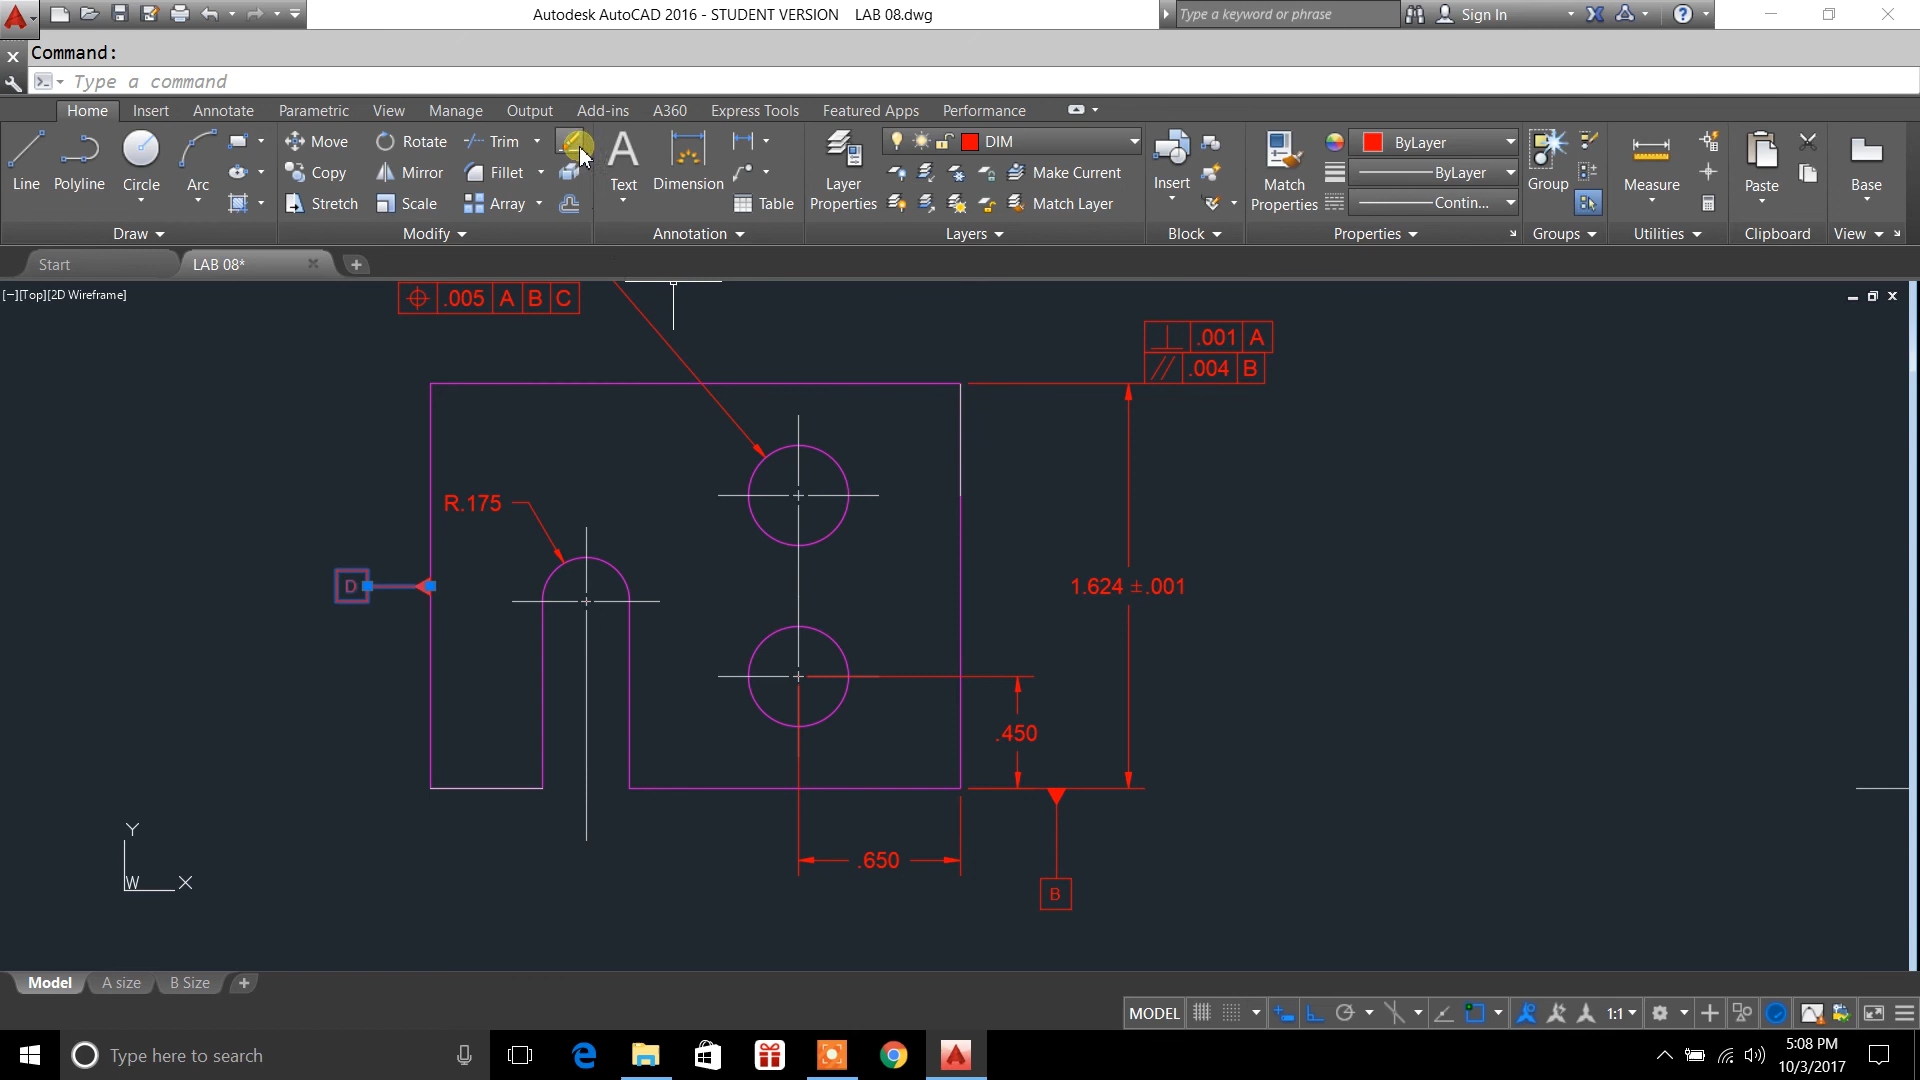 Autodesk AutoCAD 2016 - STUDENT VERSION LAB 08.dwg
Type a keyword or phrase
Sign In
Command:
Type a command
Home Insert Annotate Parametric View Manage Output Add-ins A360 Express Tools Featured Apps Performance
Line Polyline Circle Arc
Move Rotate Trim
Copy Mirror Fillet
Stretch Scale Array
Text Dimension Table
Layer Properties
DIM
Make Current
Match Layer
Insert
Match Properties
ByLayer
ByLayer
Contin...
Group
Measure
Paste
Base
Draw Modify Annotation Layers Block Properties Groups Utilities Clipboard View
Start LAB 08*
[−][Top][2D Wireframe]
.005 A B C
.001 A
.004 B
R.175
D
1.624 ±.001
.450
.650
B
Y
W X
Model A size B Size
MODEL 1:1
Type here to search
5:08 PM
10/3/2017